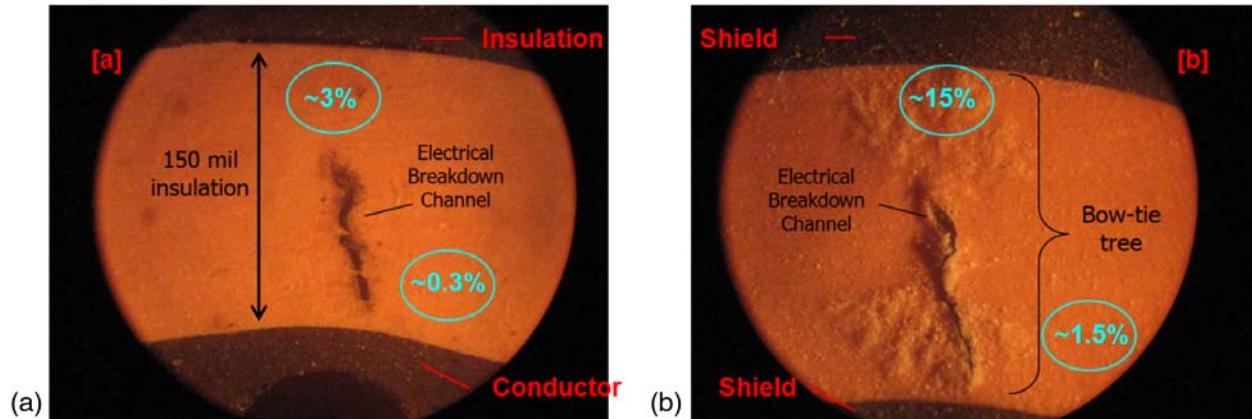 [a]
Insulation
~3%
150 mil
insulation
Electrical
Breakdown
Channel
~0.3%
Conductor
(a)
Shield
[b]
~15%
Electrical
Breakdown
Channel
Bow-tie
tree
~1.5%
Shield
(b)